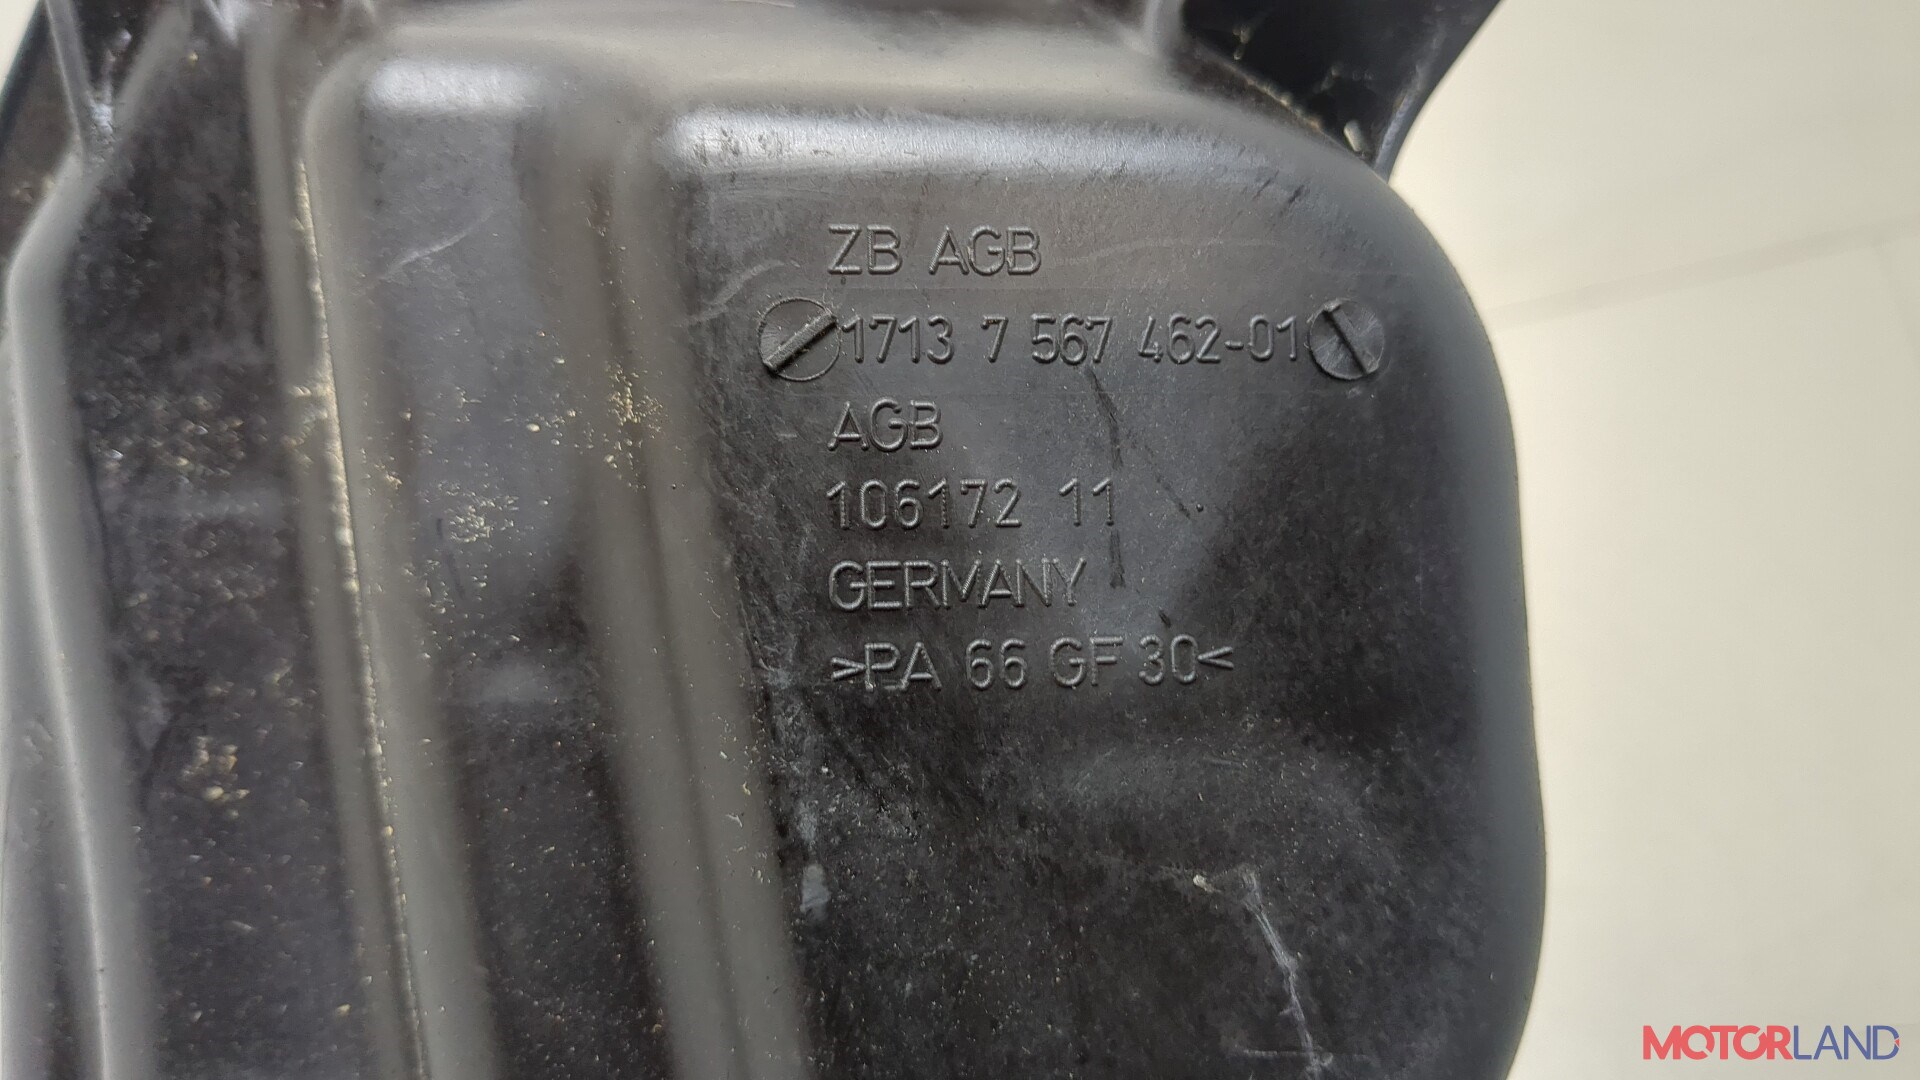 ZB AGB
1713 7 567 462-01
AGB
106172 11
GERMANY
>PA 66 GF 30<
MOTORLAND